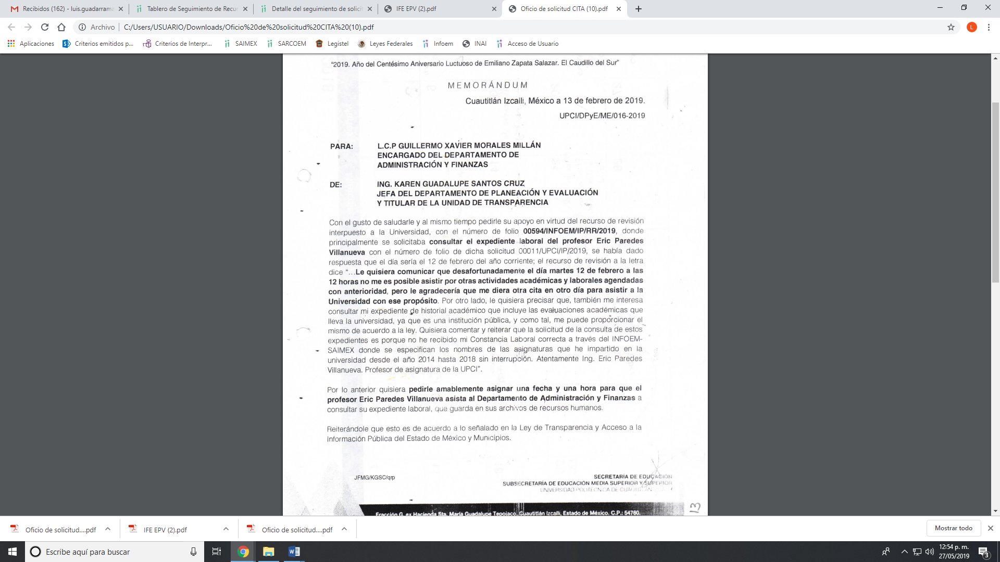 Recibidos (162) - luis.guadarrama
Tablero de Seguimiento de Recur
Detalle del seguimiento de solicit
IFE EPV (2).pdf
Oficio de solicitud CITA (10).pdf
Archivo
C:/Users/USUARIO/Downloads/Oficio%20de%20solicitud%20CITA%20(10).pdf
L
Aplicaciones
Criterios emitidos p...
Criterios de Interpr...
SAIMEX
SARCOEM
Legistel
Leyes Federales
Infoem
INAI
Acceso de Usuario
"2019. Año del Centésimo Aniversario Luctuoso de Emiliano Zapata Salazar. El Caudillo del Sur"
MEMORÁNDUM
Cuautitlán Izcalli, México a 13 de febrero de 2019.
UPCI/DPyE/ME/016-2019
PARA: L.C.P GUILLERMO XAVIER MORALES MILLÁN
ENCARGADO DEL DEPARTAMENTO DE
ADMINISTRACIÓN Y FINANZAS
DE: ING. KAREN GUADALUPE SANTOS CRUZ
JEFA DEL DEPARTAMENTO DE PLANEACIÓN Y EVALUACIÓN
Y TITULAR DE LA UNIDAD DE TRANSPARENCIA
Con el gusto de saludarle y al mismo tiempo pedirle su apoyo en virtud del recurso de revisión
interpuesto a la Universidad, con el número de folio 00594/INFOEM/IP/RR/2019, donde
principalmente se solicitaba consultar el expediente laboral del profesor Eric Paredes
Villanueva con el número de folio de dicha solicitud 00011/UPCI/IP/2019, se había dado
respuesta que el día sería el 12 de febrero del año corriente; el recurso de revisión a la letra
dice "...Le quisiera comunicar que desafortunadamente el día martes 12 de febrero a las
12 horas no me es posible asistir por otras actividades académicas y laborales agendadas
con anterioridad, pero le agradecería que me diera otra cita en otro día para asistir a la
Universidad con ese propósito. Por otro lado, le quisiera precisar que, también me interesa
consultar mi expediente de historial académico que incluye las evaluaciones académicas que
lleva la universidad, ya que es una institución pública, y como tal, me puede proporcionar el
mismo de acuerdo a la ley. Quisiera comentar y reiterar que la solicitud de la consulta de estos
expedientes es porque no he recibido mi Constancia Laboral correcta a través del INFOEM-
SAIMEX donde se especifican los nombres de las asignaturas que he impartido en la
universidad desde el año 2014 hasta 2018 sin interrupción. Atentamente Ing. Eric Paredes
Villanueva. Profesor de asignatura de la UPCI".
Por lo anterior quisiera pedirle amablemente asignar una fecha y una hora para que el
profesor Eric Paredes Villanueva asista al Departamento de Administración y Finanzas a
consultar su expediente laboral, que guarda en sus archivos de recursos humanos.
Reiterándole que esto es de acuerdo a lo señalado en la Ley de Transparencia y Acceso a la
Información Pública del Estado de México y Municipios.
JFMG/KGSC/qrp
SECRETARÍA DE EDUCACIÓN
SUBSECRETARÍA DE EDUCACIÓN MEDIA SUPERIOR Y SUPERIOR
UNIVERSIDAD POLITÉCNICA DE CUAUTITLÁN
Fracción G. ex Hacienda Sta. María Guadalupe Tepojaco, Cuautitlán Izcalli, Estado de México. C.P.: 54760.
13
Oficio de solicitud....pdf
IFE EPV (2).pdf
Oficio de solicitud....pdf
Mostrar todo
Escribe aquí para buscar
12:54 p. m.
27/05/2019
3